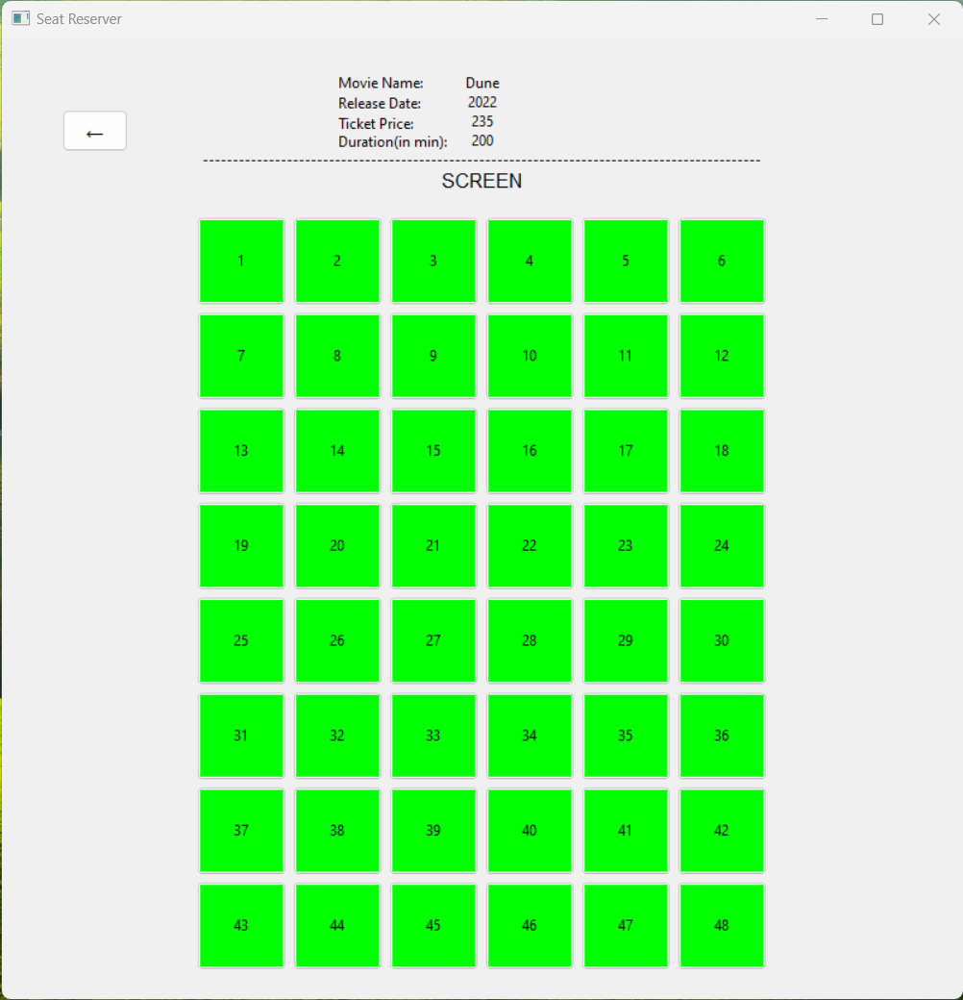 Seat Reserver
Movie Name: Dune
Release Date: 2022
Ticket Price: 235
Duration(in min): 200
SCREEN
1 2 3 4 5 6
7 8 9 10 11 12
13 14 15 16 17 18
19 20 21 22 23 24
25 26 27 28 29 30
31 32 33 34 35 36
37 38 39 40 41 42
43 44 45 46 47 48